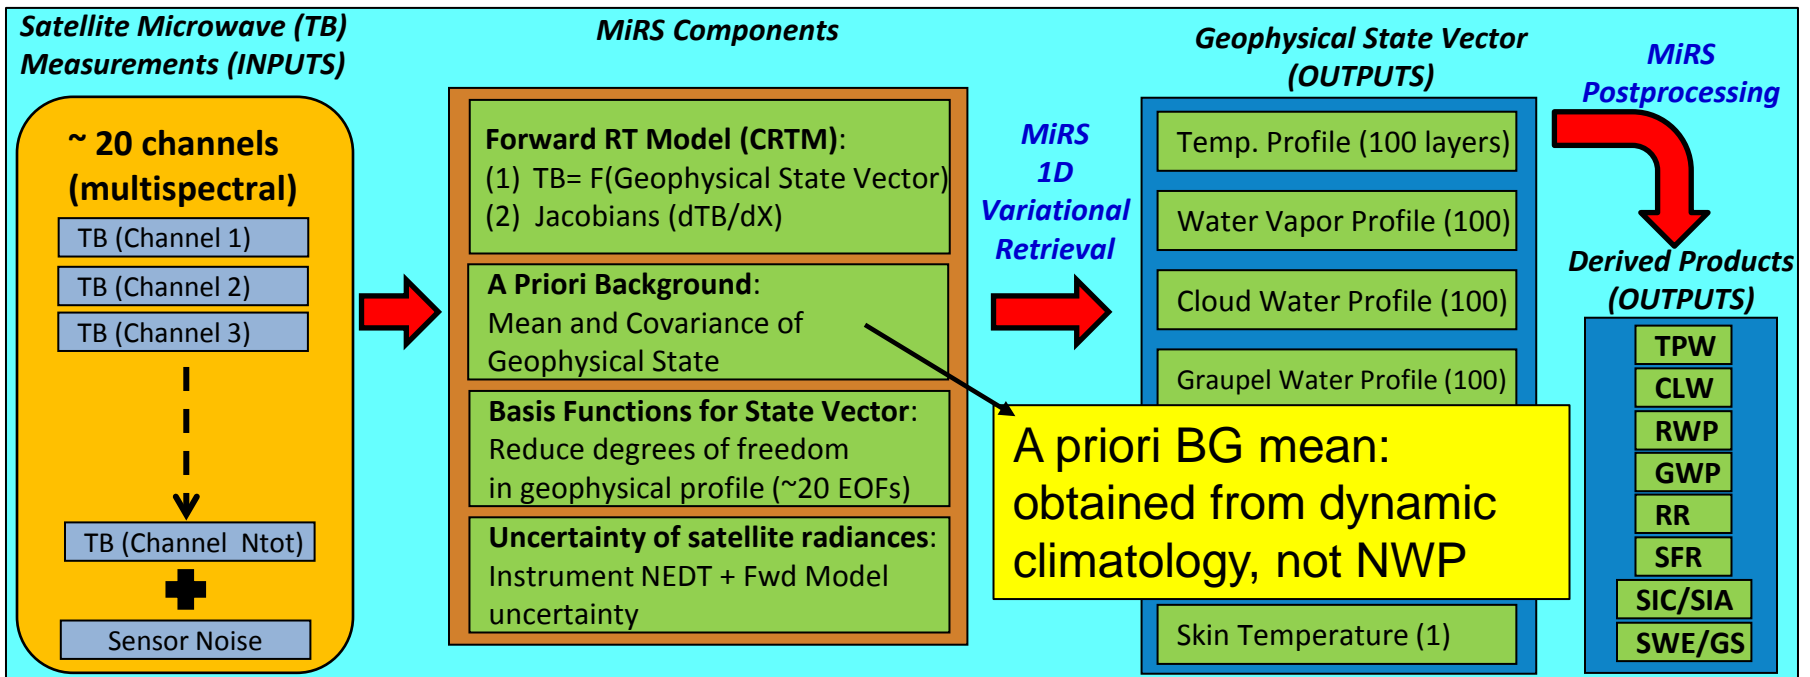 Satellite Microwave (TB)
Measurements (INPUTS)
~ 20 channels
(multispectral)
TB (Channel 1)
TB (Channel 2)
TB (Channel 3)
TB (Channel Ntot)
Sensor Noise
MiRS Components
Forward RT Model (CRTM):
(1) TB= F(Geophysical State Vector)
(2) Jacobians (dTB/dX)
A Priori Background:
Mean and Covariance of
Geophysical State
Basis Functions for State Vector:
Reduce degrees of freedom
in geophysical profile (~20 EOFs)
Uncertainty of satellite radiances:
Instrument NEDT + Fwd Model
uncertainty
MiRS
1D
Variational
Retrieval
Geophysical State Vector
(OUTPUTS)
Temp. Profile (100 layers)
Water Vapor Profile (100)
Cloud Water Profile (100)
Graupel Water Profile (100)
A priori BG mean:
obtained from dynamic
climatology, not NWP
Skin Temperature (1)
MiRS
Postprocessing
Derived Products
(OUTPUTS)
TPW
CLW
RWP
GWP
RR
SFR
SIC/SIA
SWE/GS